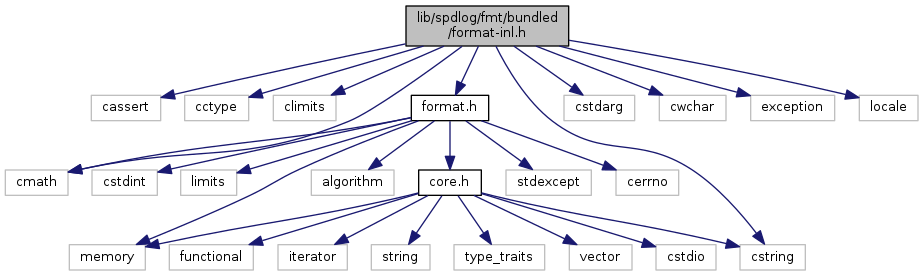 lib/spdlog/fmt/bundled
/format-inl.h
cassert
cctype
climits
format.h
cstdarg
cwchar
exception
locale
cmath
cstdint
limits
algorithm
core.h
stdexcept
cerrno
memory
functional
iterator
string
type_traits
vector
cstdio
cstring